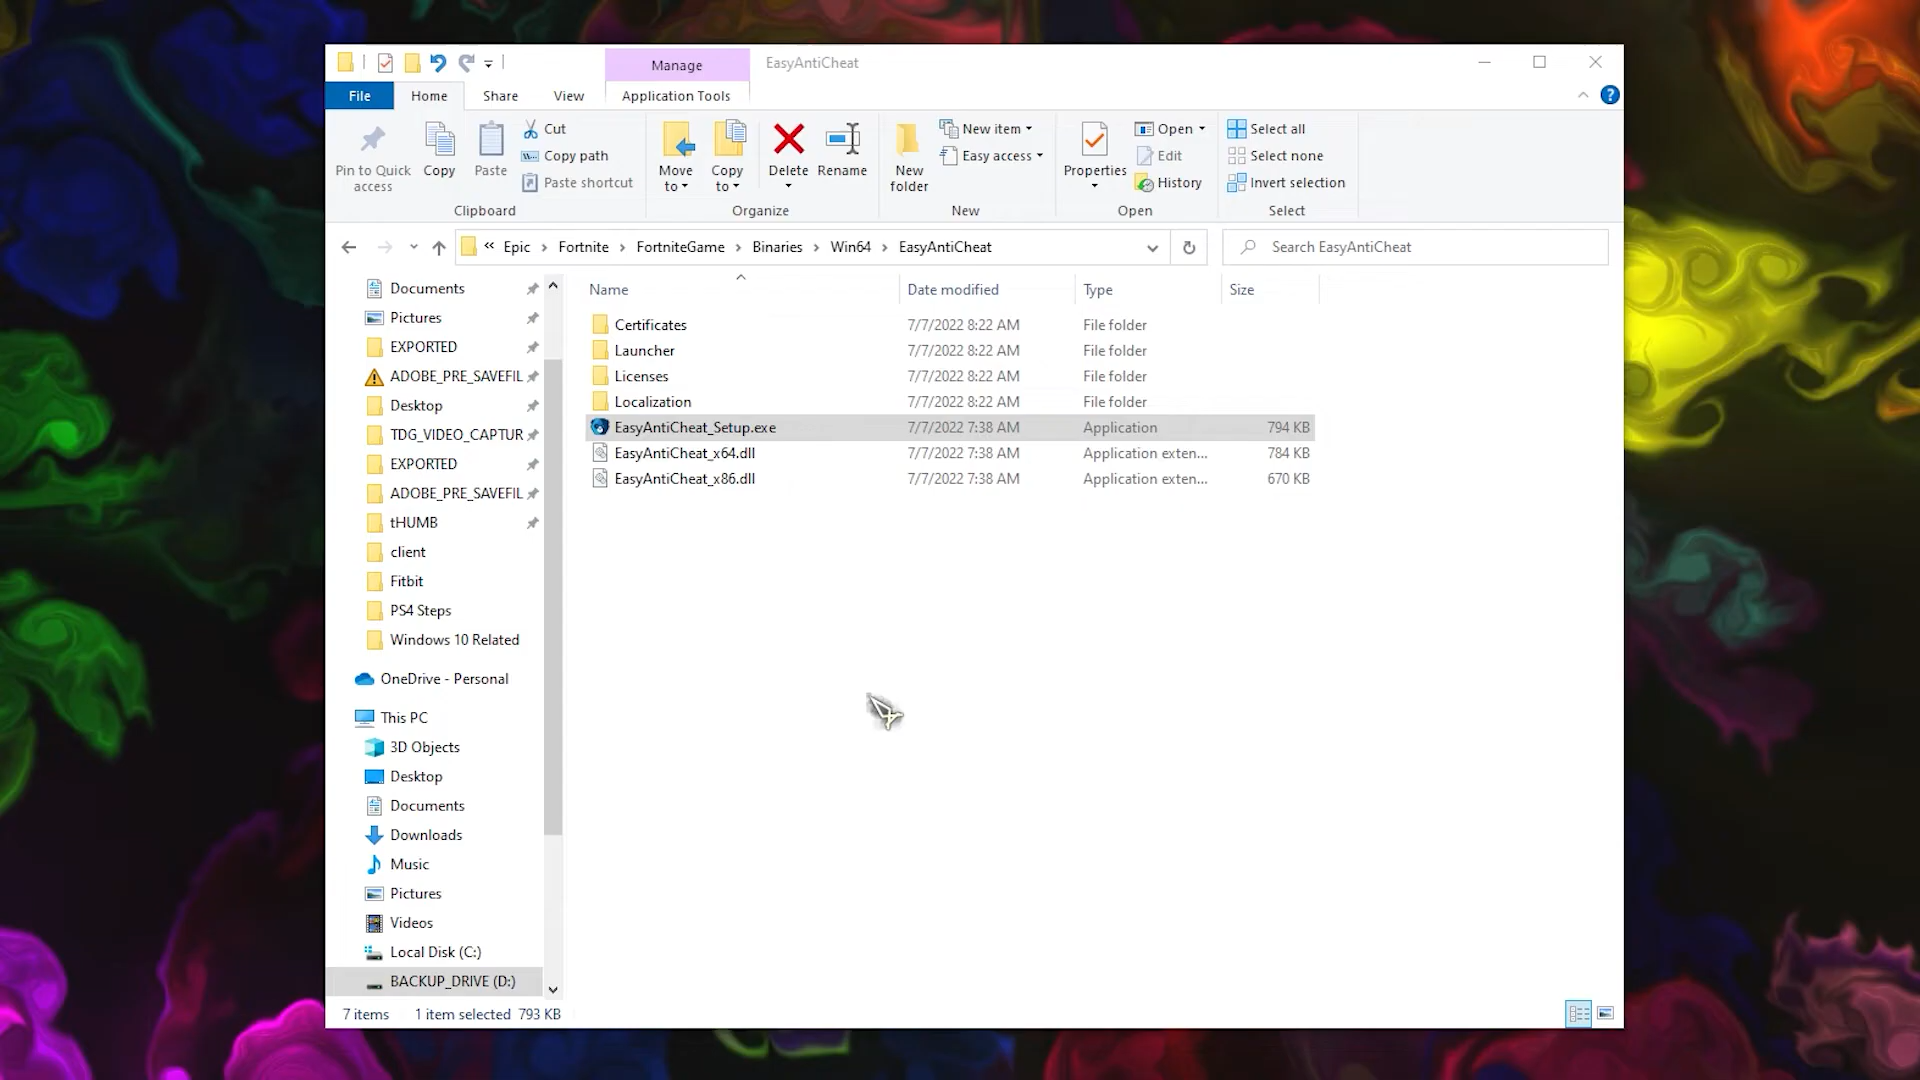 Manage
EasyAntiCheat
File
Home
Share
View
Application Tools
Pin to Quick access
Copy
Paste
Cut
Copy path
Paste shortcut
Clipboard
Move to
Copy to
Delete
Rename
Organize
New folder
New item
Easy access
New
Properties
Open
Edit
History
Open
Select all
Select none
Invert selection
Select
« Epic › Fortnite › FortniteGame › Binaries › Win64 › EasyAntiCheat
Search EasyAntiCheat
Documents
Pictures
EXPORTED
ADOBE_PRE_SAVEFIL
Desktop
TDG_VIDEO_CAPTUR
EXPORTED
ADOBE_PRE_SAVEFIL
tHUMB
client
Fitbit
PS4 Steps
Windows 10 Related
OneDrive - Personal
This PC
3D Objects
Desktop
Documents
Downloads
Music
Pictures
Videos
Local Disk (C:)
BACKUP_DRIVE (D:)
Name Date modified Type Size
Certificates 7/7/2022 8:22 AM File folder
Launcher 7/7/2022 8:22 AM File folder
Licenses 7/7/2022 8:22 AM File folder
Localization 7/7/2022 8:22 AM File folder
EasyAntiCheat_Setup.exe 7/7/2022 7:38 AM Application 794 KB
EasyAntiCheat_x64.dll 7/7/2022 7:38 AM Application exten... 784 KB
EasyAntiCheat_x86.dll 7/7/2022 7:38 AM Application exten... 670 KB
7 items 1 item selected 793 KB